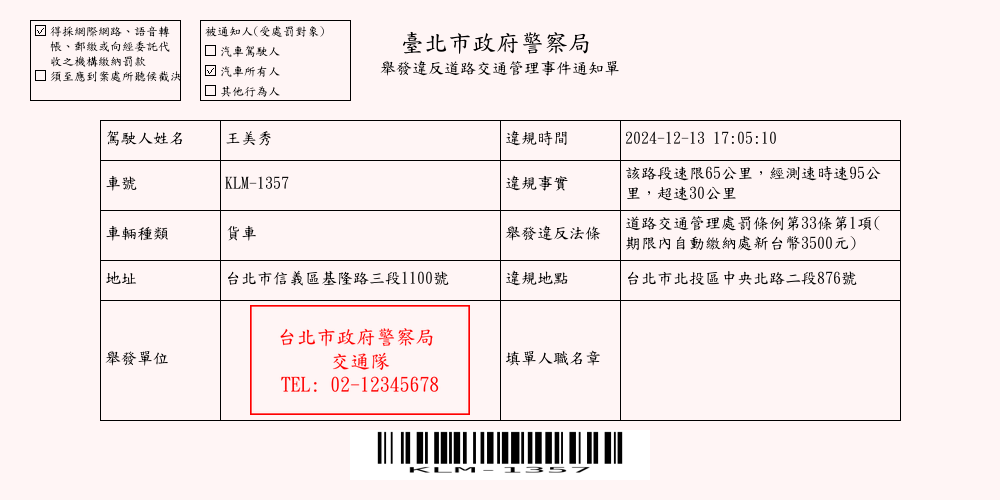 ☑ 得採網際網路、語音轉
帳、郵繳或向經委託代
收之機構繳納罰款
☐ 須至應到案處所聽候裁決
被通知人(受處罰對象)
☐ 汽車駕駛人
☑ 汽車所有人
☐ 其他行為人
臺北市政府警察局
舉發違反道路交通管理事件通知單
駕駛人姓名 王美秀 違規時間 2024-12-13 17:05:10
車號 KLM-1357 違規事實 該路段速限65公里，經測速時速95公
里，超速30公里
車輛種類 貨車 舉發違反法條 道路交通管理處罰條例第33條第1項(
期限內自動繳納處新台幣3500元)
地址 台北市信義區基隆路三段1100號 違規地點 台北市北投區中央北路二段876號
舉發單位 填單人職名章
台北市政府警察局
交通隊
TEL: 02-12345678
KLM-1357